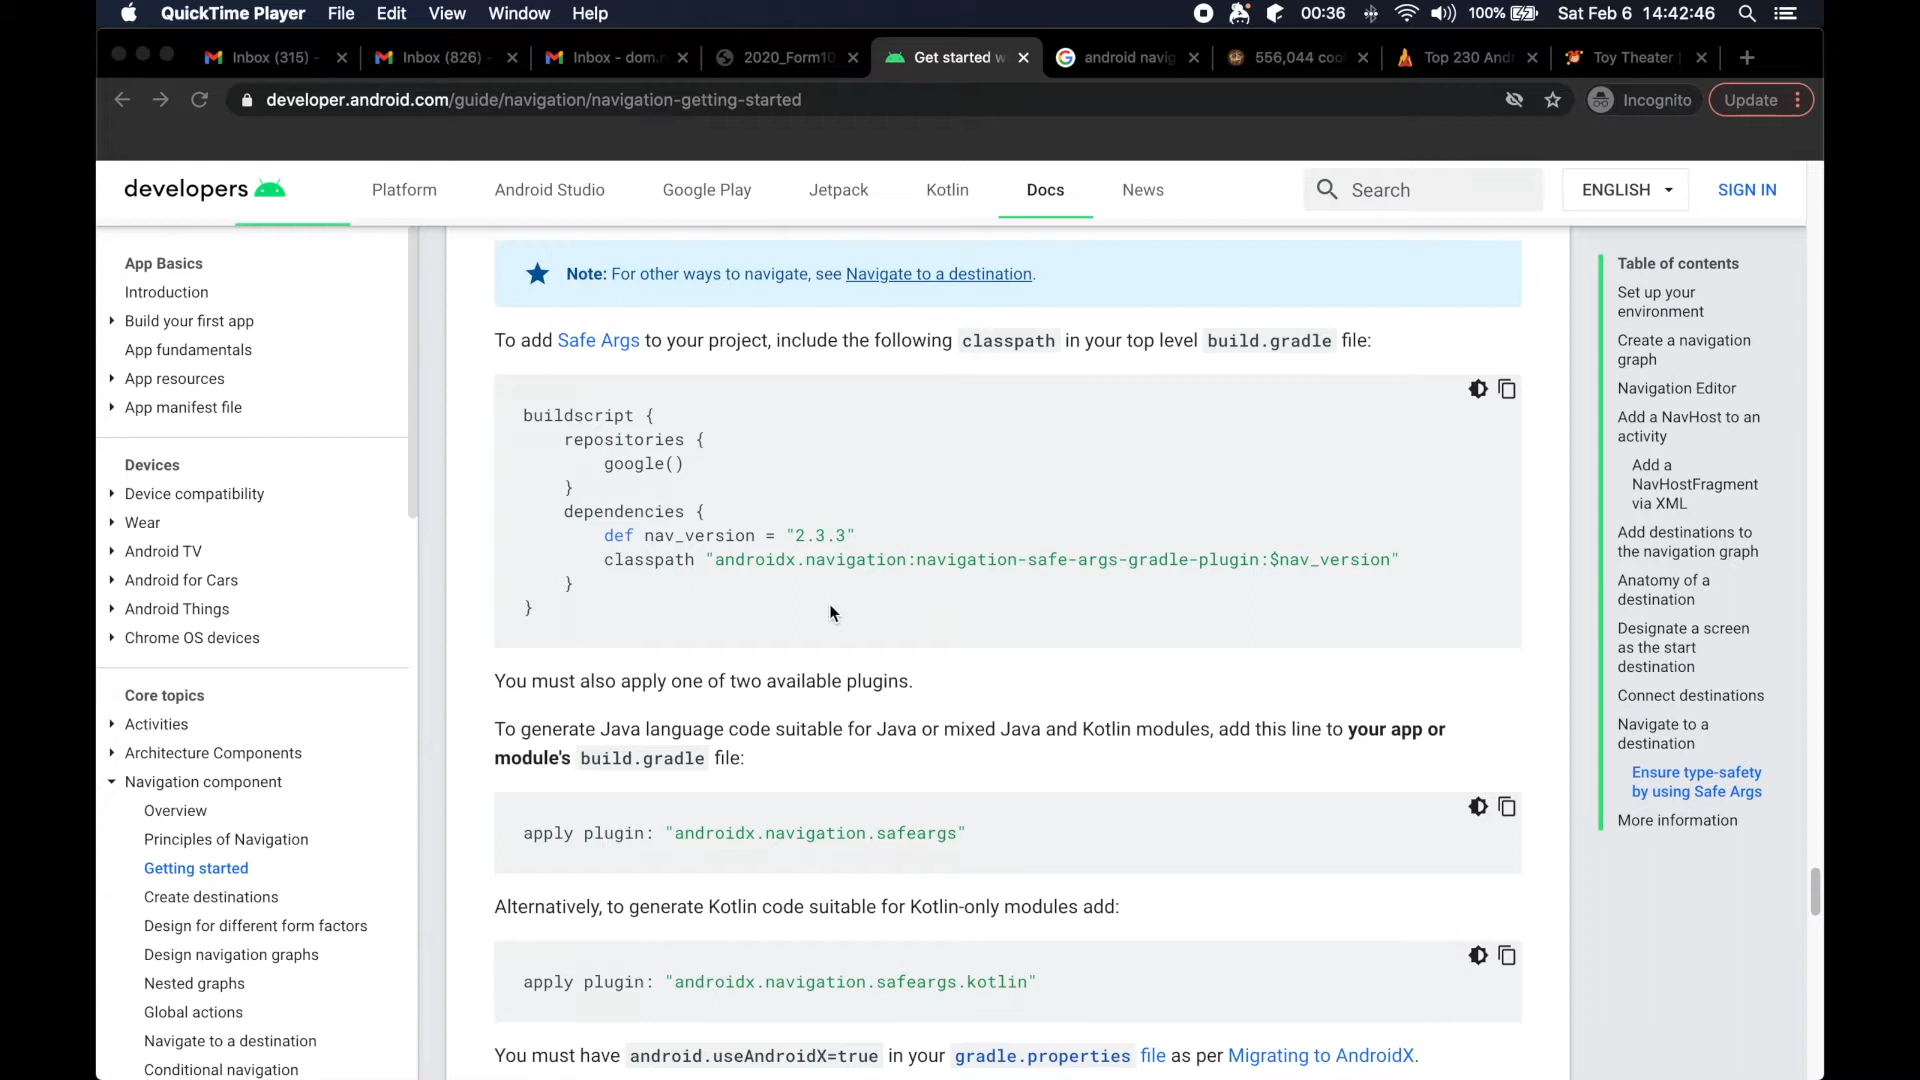 QuickTime Player File Edit View Window Help 00:36 100% Sat Feb 6 14:42:46
Inbox (315) - Inbox (826) - Inbox - dom.n 2020_Form10 Get started w android navig 556,044 coo Top 230 Andr Toy Theater |
developer.android.com/guide/navigation/navigation-getting-started Incognito Update
developers Platform Android Studio Google Play Jetpack Kotlin Docs News Search ENGLISH SIGN IN
App Basics
Introduction
Build your first app
App fundamentals
App resources
App manifest file
Devices
Device compatibility
Wear
Android TV
Android for Cars
Android Things
Chrome OS devices
Core topics
Activities
Architecture Components
Navigation component
Overview
Principles of Navigation
Getting started
Create destinations
Design for different form factors
Design navigation graphs
Nested graphs
Global actions
Navigate to a destination
Conditional navigation
Note: For other ways to navigate, see Navigate to a destination.
To add Safe Args to your project, include the following classpath in your top level build.gradle file:
buildscript {
repositories {
google()
}
dependencies {
def nav_version = "2.3.3"
classpath "androidx.navigation:navigation-safe-args-gradle-plugin:$nav_version"
}
}
You must also apply one of two available plugins.
To generate Java language code suitable for Java or mixed Java and Kotlin modules, add this line to your app or
module's build.gradle file:
apply plugin: "androidx.navigation.safeargs"
Alternatively, to generate Kotlin code suitable for Kotlin-only modules add:
apply plugin: "androidx.navigation.safeargs.kotlin"
You must have android.useAndroidX=true in your gradle.properties file as per Migrating to AndroidX.
Table of contents
Set up your
environment
Create a navigation
graph
Navigation Editor
Add a NavHost to an
activity
Add a
NavHostFragment
via XML
Add destinations to
the navigation graph
Anatomy of a
destination
Designate a screen
as the start
destination
Connect destinations
Navigate to a
destination
Ensure type-safety
by using Safe Args
More information